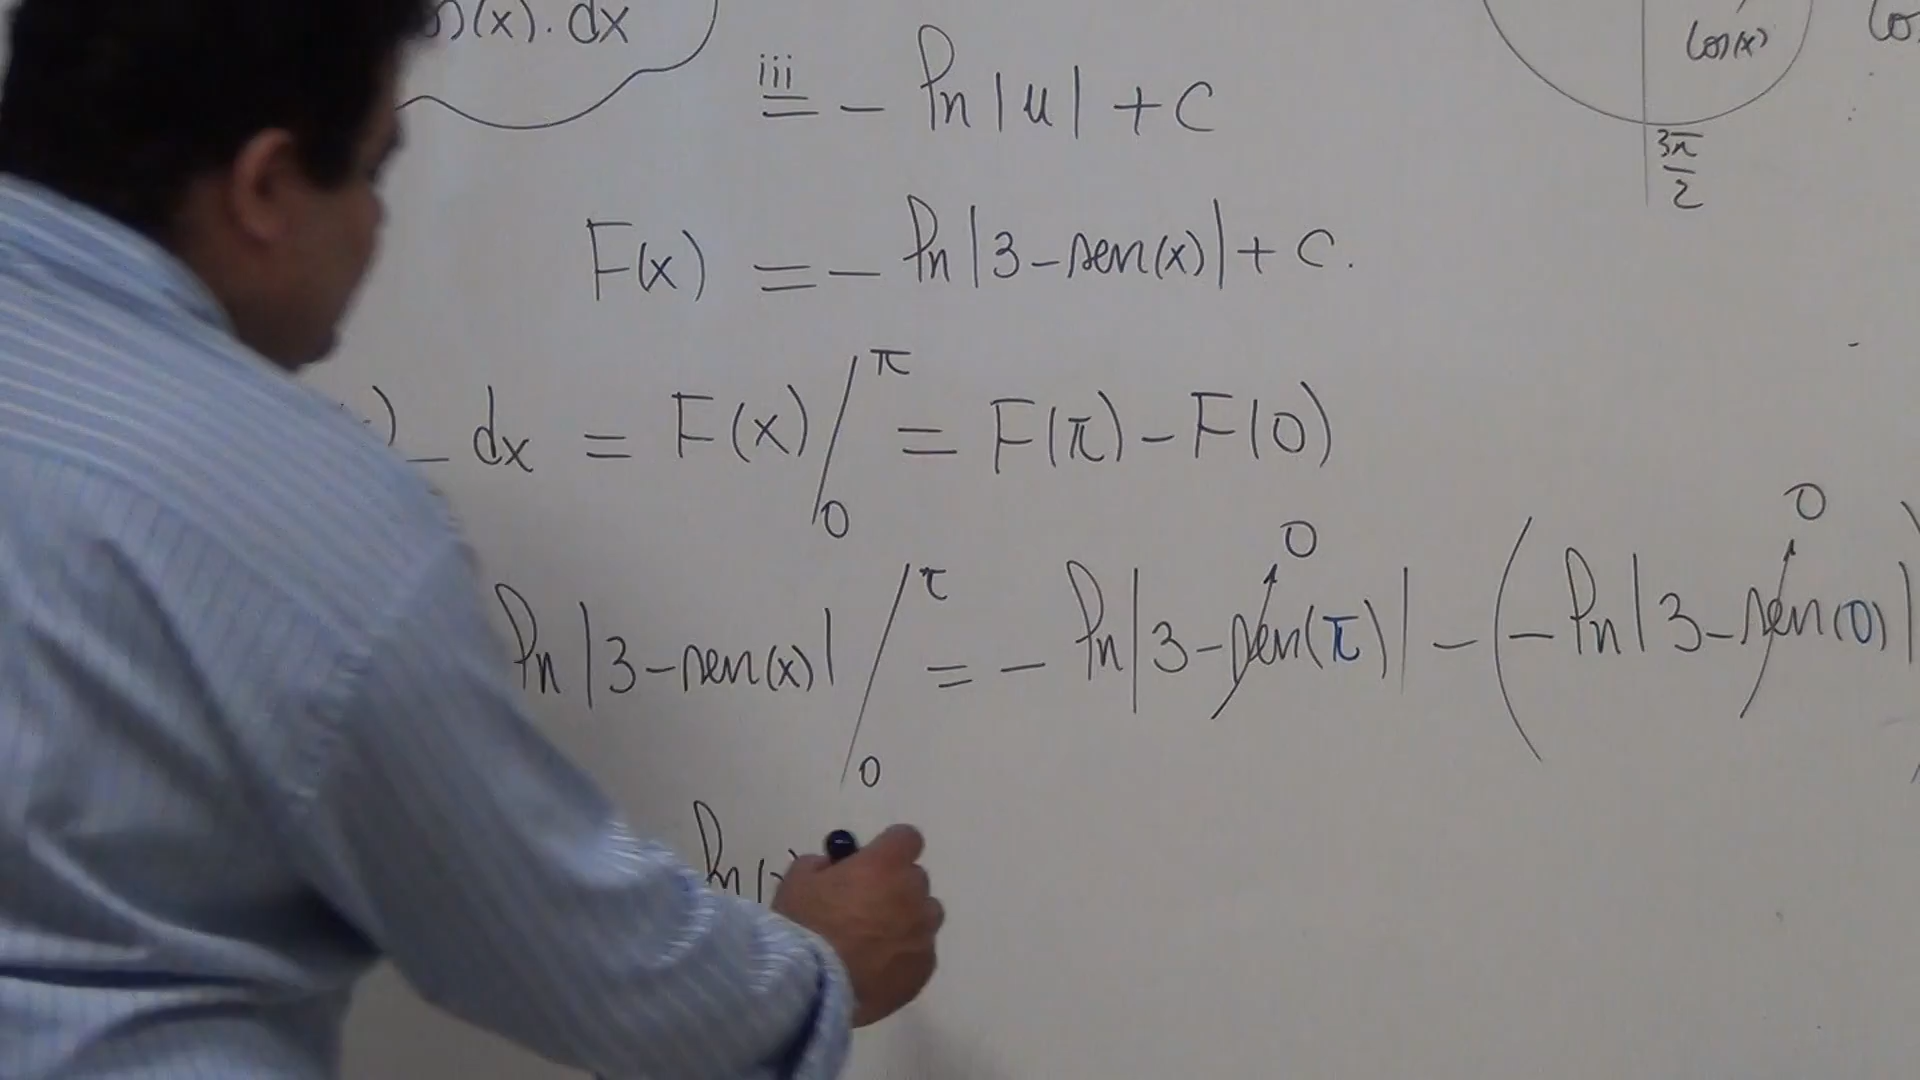 (x). dx
iii
= - ln |u| + C
cos(x)
3π/2
F(x) = - ln |3 - sen(x)| + C.
dx = F(x) /₀^π = F(π) - F(0)
ln |3 - sen(x)| /₀^π = - ln |3 - sen(π)| - (- ln |3 - sen(0)|
0
0
ln